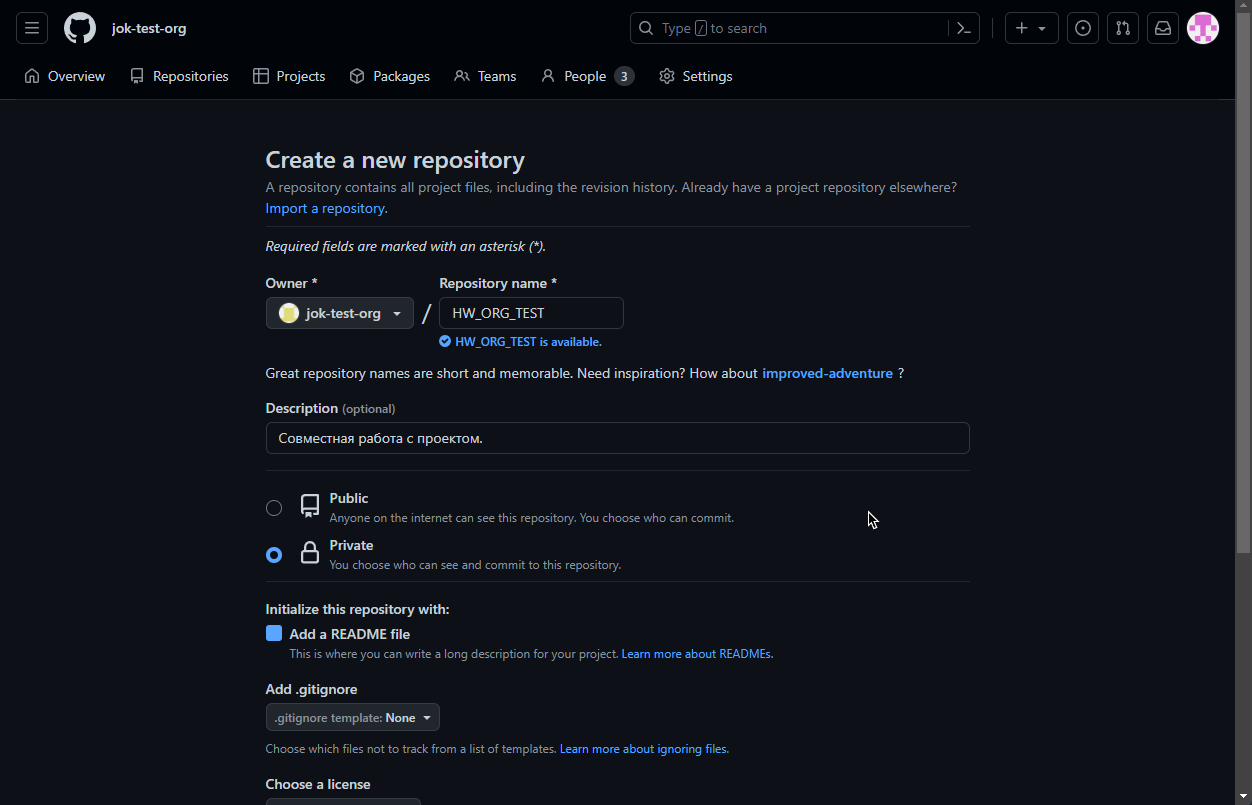 jok-test-org
Type / to search
Overview Repositories Projects Packages Teams People 3 Settings
Create a new repository
A repository contains all project files, including the revision history. Already have a project repository elsewhere?
Import a repository.
Required fields are marked with an asterisk (*).
Owner * Repository name *
jok-test-org / HW_ORG_TEST
HW_ORG_TEST is available.
Great repository names are short and memorable. Need inspiration? How about improved-adventure ?
Description (optional)
Совместная работа с проектом.
Public
Anyone on the internet can see this repository. You choose who can commit.
Private
You choose who can see and commit to this repository.
Initialize this repository with:
Add a README file
This is where you can write a long description for your project. Learn more about READMEs.
Add .gitignore
.gitignore template: None
Choose which files not to track from a list of templates. Learn more about ignoring files.
Choose a license